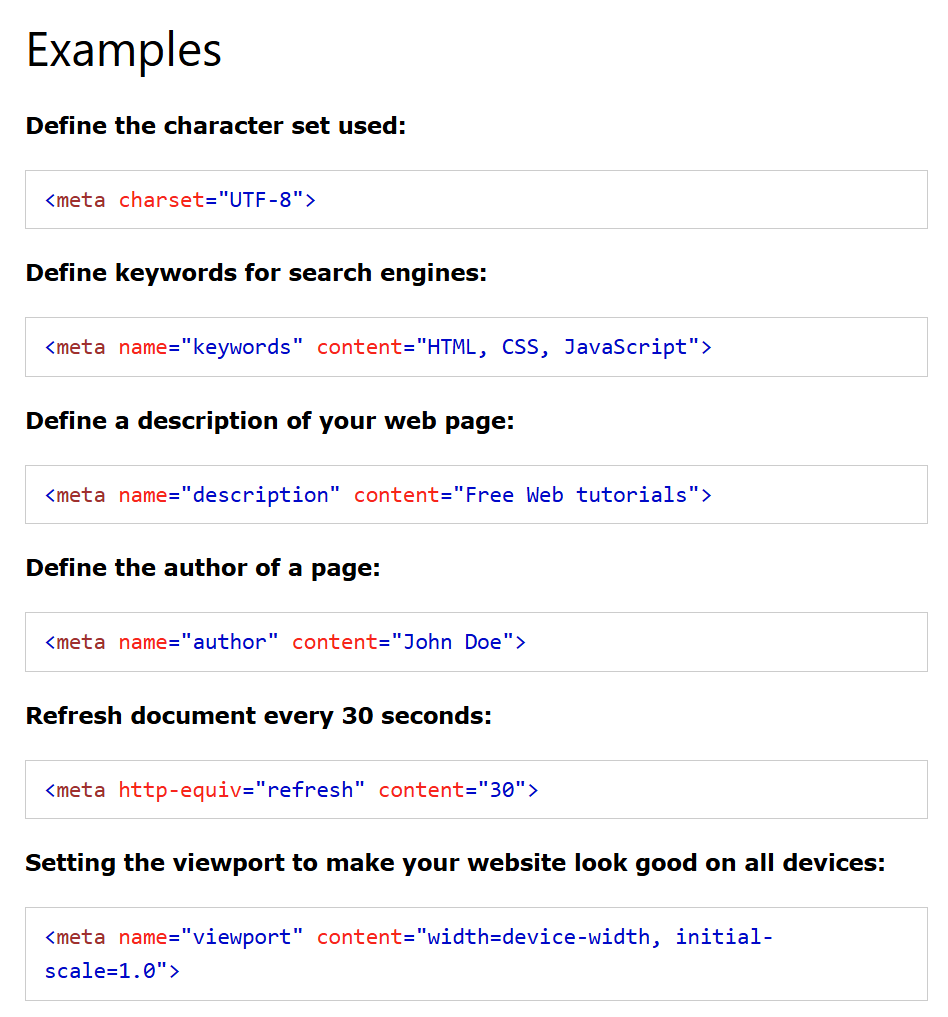 Examples
Define the character set used:
<meta charset="UTF-8">
Define keywords for search engines:
<meta name="keywords" content="HTML, CSS, JavaScript">
Define a description of your web page:
<meta name="description" content="Free Web tutorials">
Define the author of a page:
<meta name="author" content="John Doe">
Refresh document every 30 seconds:
<meta http-equiv="refresh" content="30">
Setting the viewport to make your website look good on all devices:
<meta name="viewport" content="width=device-width, initial-
scale=1.0">